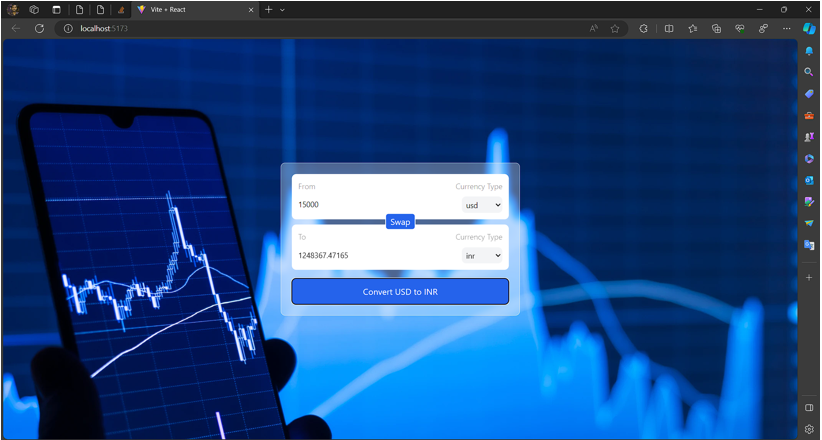 Vite + React
localhost:5173
From
Currency Type
15000
usd
Swap
To
Currency Type
1248367.47165
inr
Convert USD to INR